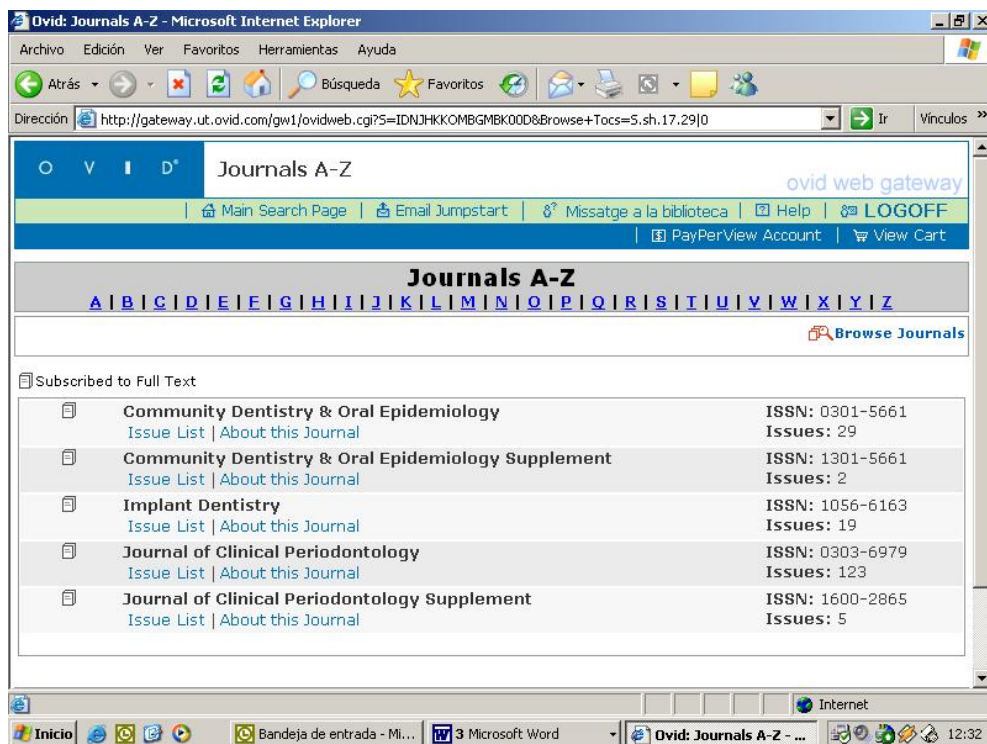 Ovid: Journals A-Z - Microsoft Internet Explorer
Archivo Edición Ver Favoritos Herramientas Ayuda
Atrás Búsqueda Favoritos
Dirección http://gateway.ut.ovid.com/gw1/ovidweb.cgi?S=IDNJHKKOMBGMBK00D&Browse+Tocs=S.sh.17.29|0 Ir Vínculos »
O V I D® Journals A-Z
ovid web gateway
| Main Search Page | Email Jumpstart | Missatge a la biblioteca | Help | LOGOFF
| PayPerView Account | View Cart
Journals A-Z
A | B | C | D | E | F | G | H | I | J | K | L | M | N | O | P | Q | R | S | T | U | V | W | X | Y | Z
Browse Journals
Subscribed to Full Text
Community Dentistry & Oral Epidemiology ISSN: 0301-5661
Issue List | About this Journal Issues: 29
Community Dentistry & Oral Epidemiology Supplement ISSN: 1301-5661
Issue List | About this Journal Issues: 2
Implant Dentistry ISSN: 1056-6163
Issue List | About this Journal Issues: 19
Journal of Clinical Periodontology ISSN: 0303-6979
Issue List | About this Journal Issues: 123
Journal of Clinical Periodontology Supplement ISSN: 1600-2865
Issue List | About this Journal Issues: 5
Internet
Inicio Bandeja de entrada - Mi... 3 Microsoft Word Ovid: Journals A-Z - ... 12:32